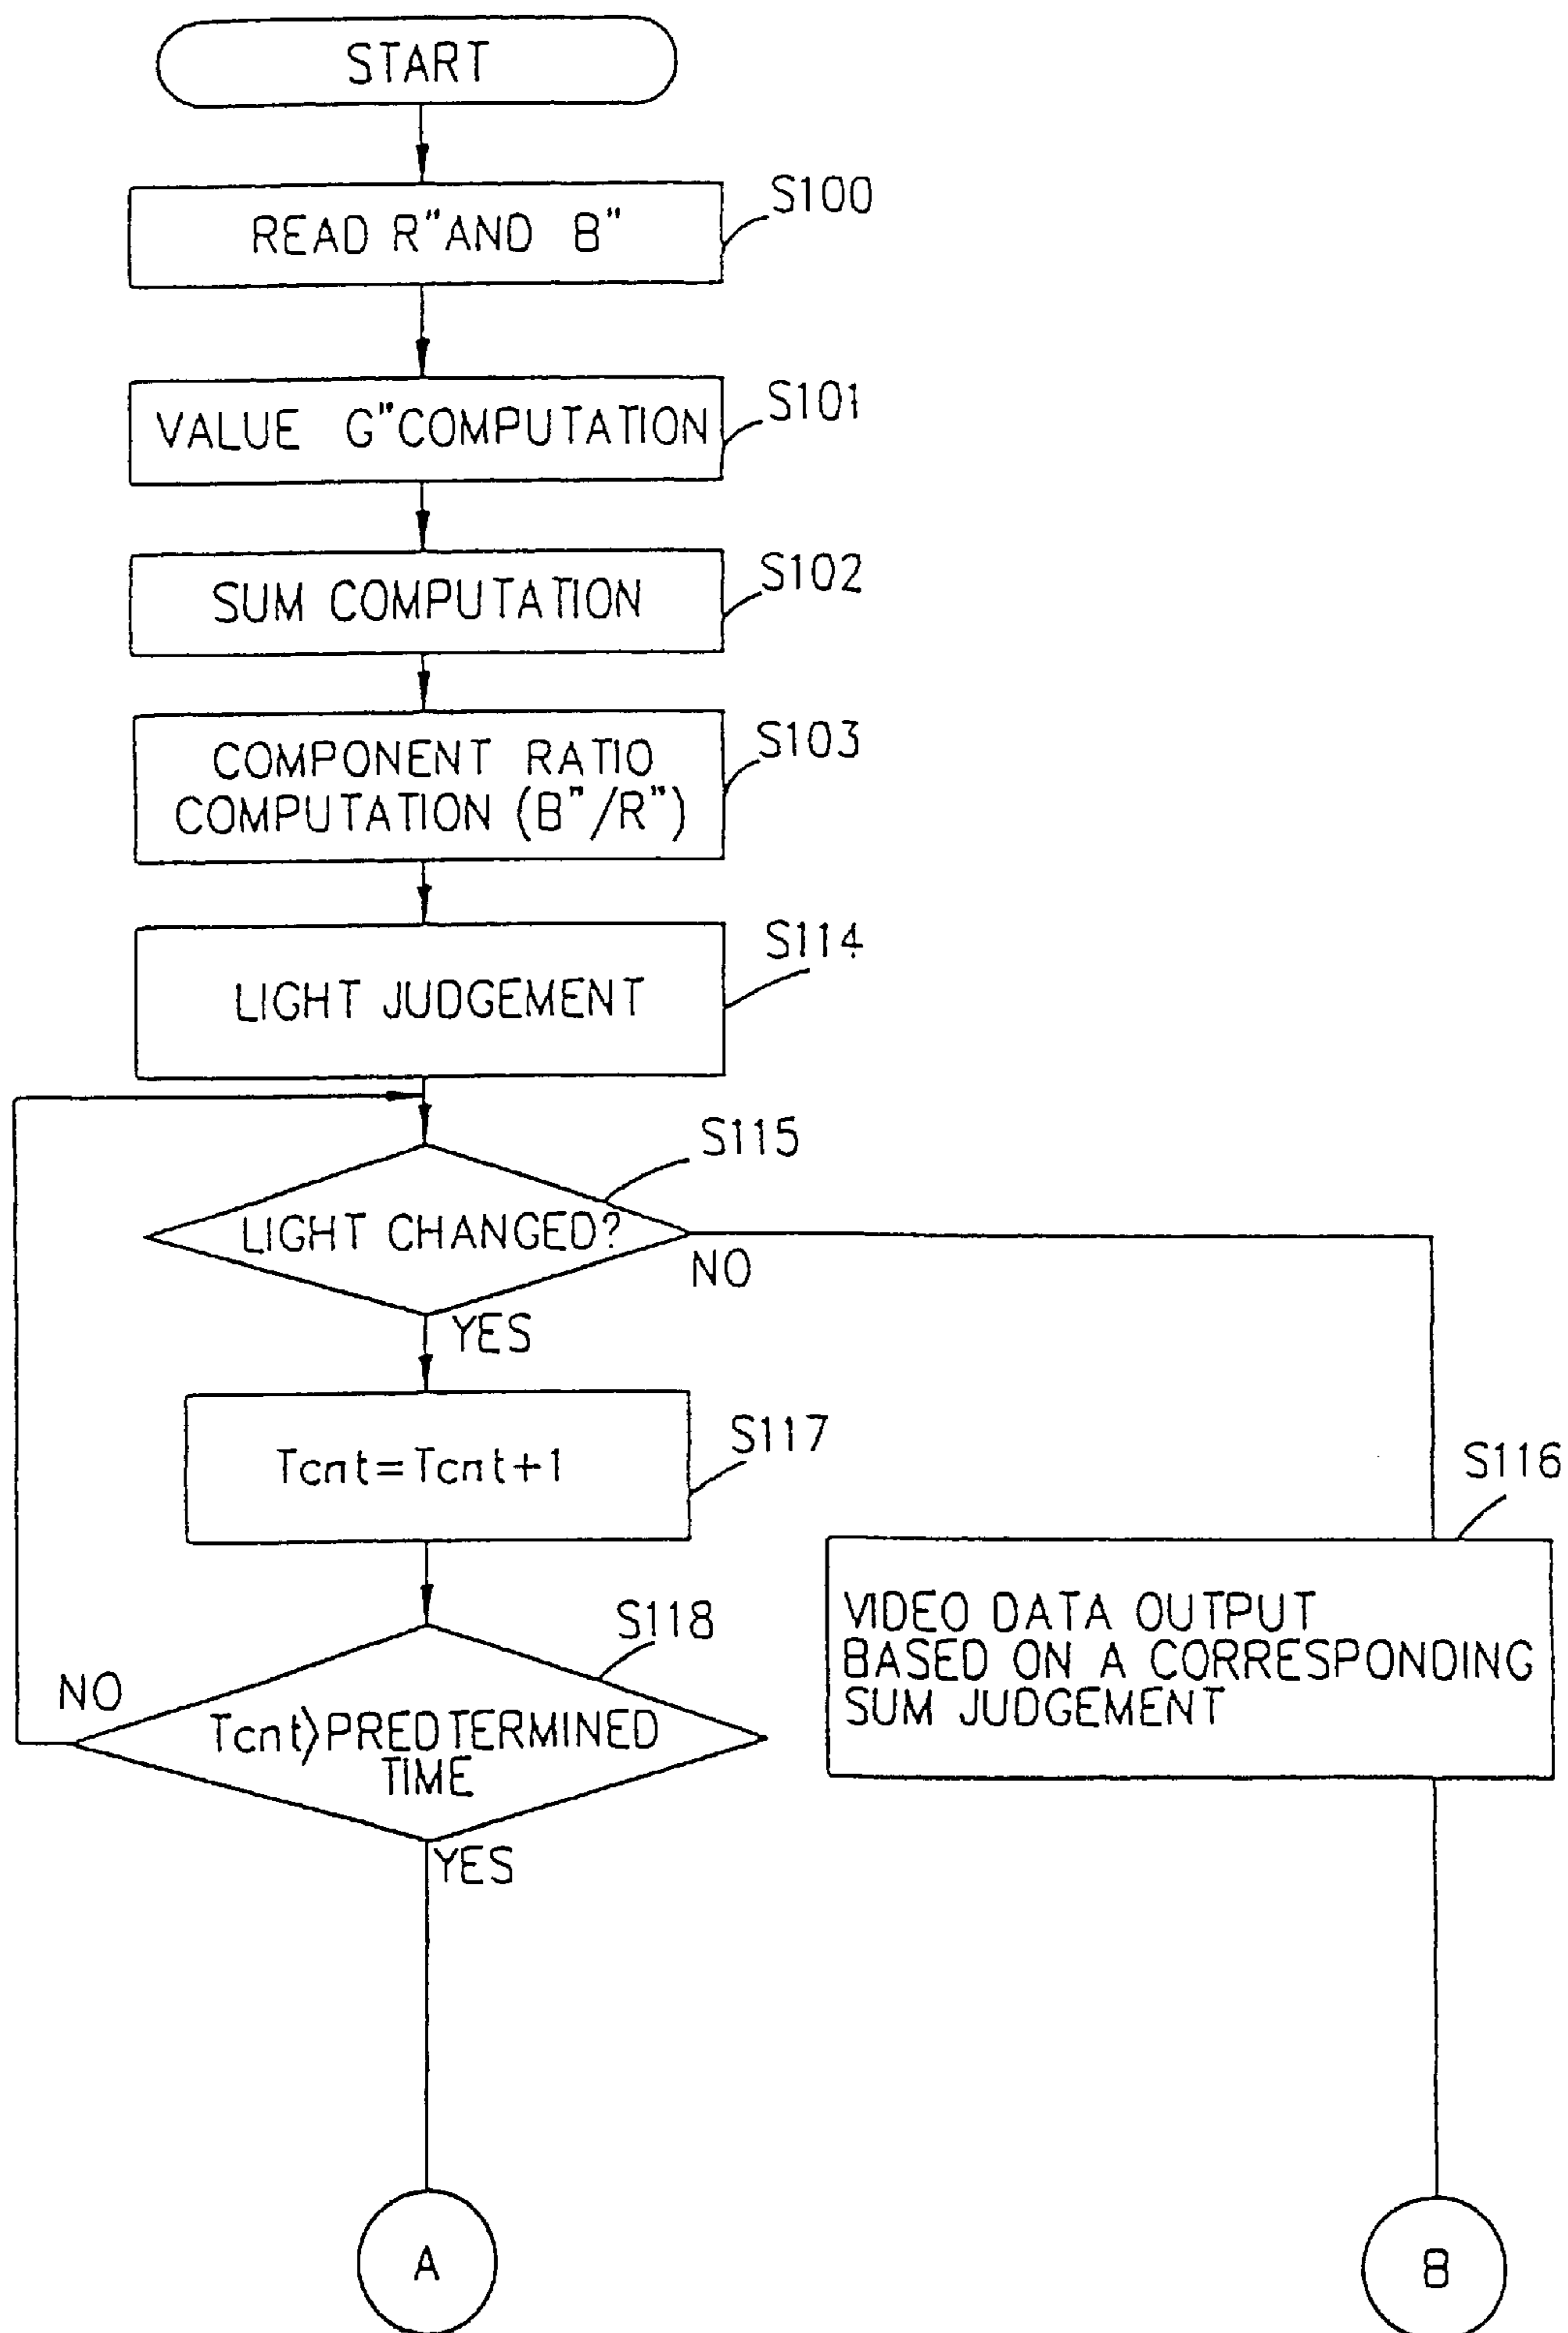 START
READ R" AND B"
S100
VALUE G" COMPUTATION
S101
SUM COMPUTATION
S102
COMPONENT RATIO
COMPUTATION (B"/R")
S103
LIGHT JUDGEMENT
S114
LIGHT CHANGED?
S115
NO
YES
Tcnt=Tcnt+1
S117
S116
VIDEO DATA OUTPUT
BASED ON A CORRESPONDING
SUM JUDGEMENT
S118
NO
Tcnt>PREDTERMINED
TIME
YES
A
B